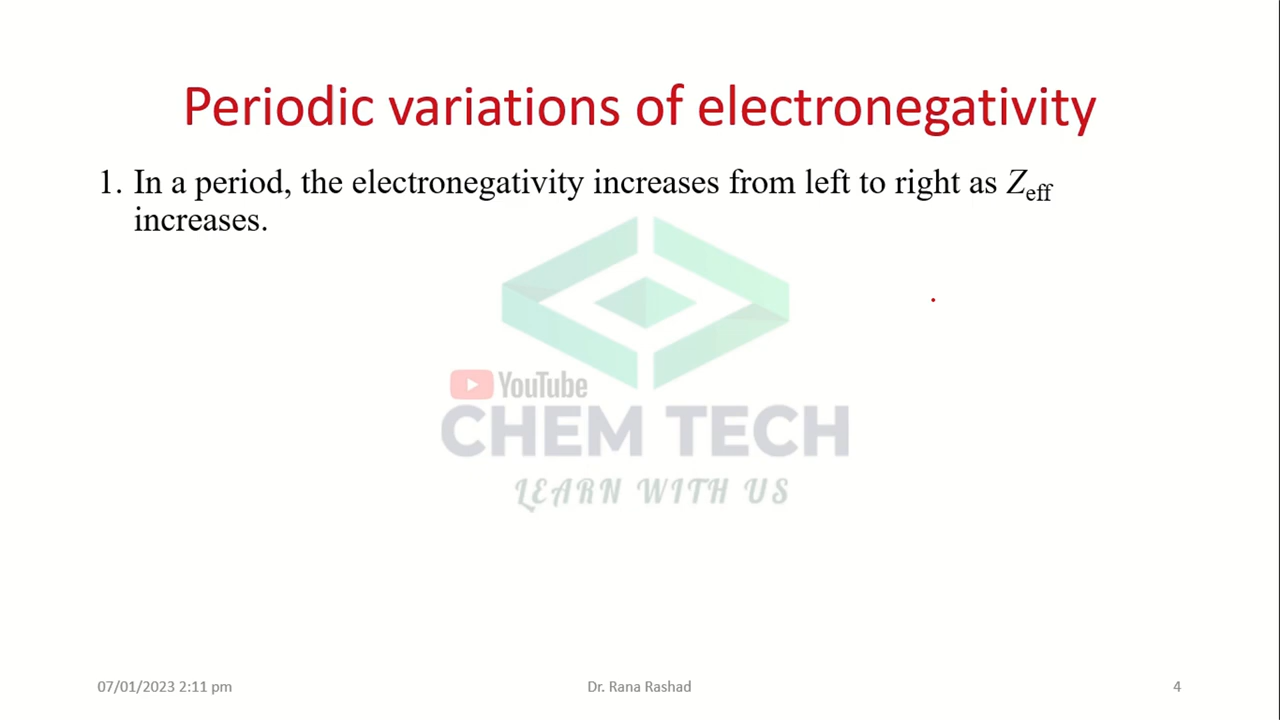 Periodic variations of electronegativity
1. In a period, the electronegativity increases from left to right as Zeff
increases.
YouTube
CHEM TECH
LEARN WITH US
07/01/2023 2:11 pm
Dr. Rana Rashad
4